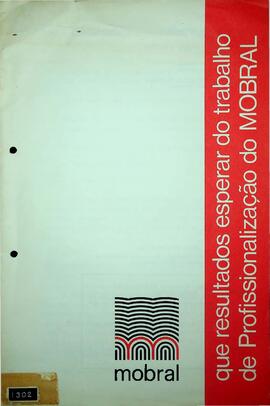 que resultados esperar do trabalho
de Profissionalização do MOBRAL
mobral
1302